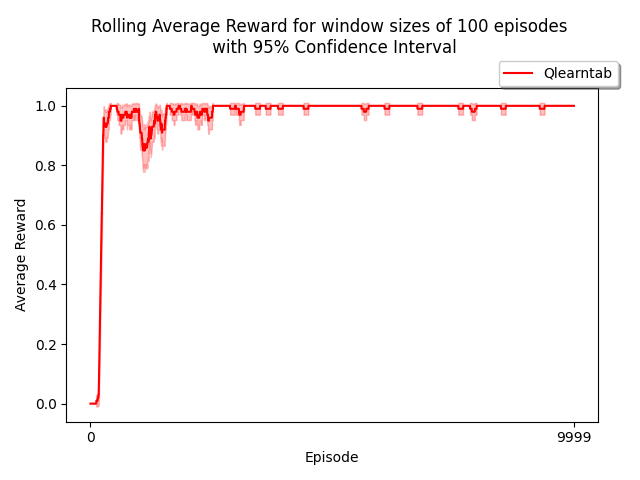 Rolling Average Reward for window sizes of 100 episodes
with 95% Confidence Interval
Qlearntab
1.0
0.8
0.6
0.4
0.2
0.0
Average Reward
0
9999
Episode